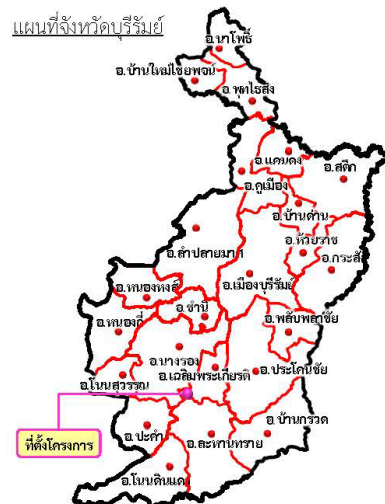 แผนที่จังหวัดบุรีรัมย์
อ.นาโพธิ์
อ.บ้านใหม่ไชยพจน์
อ.พุทไธสง
อ.แคนดง
อ.สตึก
อ.คูเมือง
อ.บ้านด่าน
อ.ห้วยราช
อ.กระสัง
อ.ลำปลายมาศ
อ.เมืองบุรีรัมย์
อ.หนองหงส์
อ.ชำนิ
อ.พลับพลาชัย
อ.หนองกี่
อ.นางรอง
อ.โนนสุวรรณ
อ.เฉลิมพระเกียรติ
อ.ประโคนชัย
อ.บ้านกรวด
ที่ตั้งโครงการ
อ.ปะคำ
อ.ละหานทราย
อ.โนนดินแดง